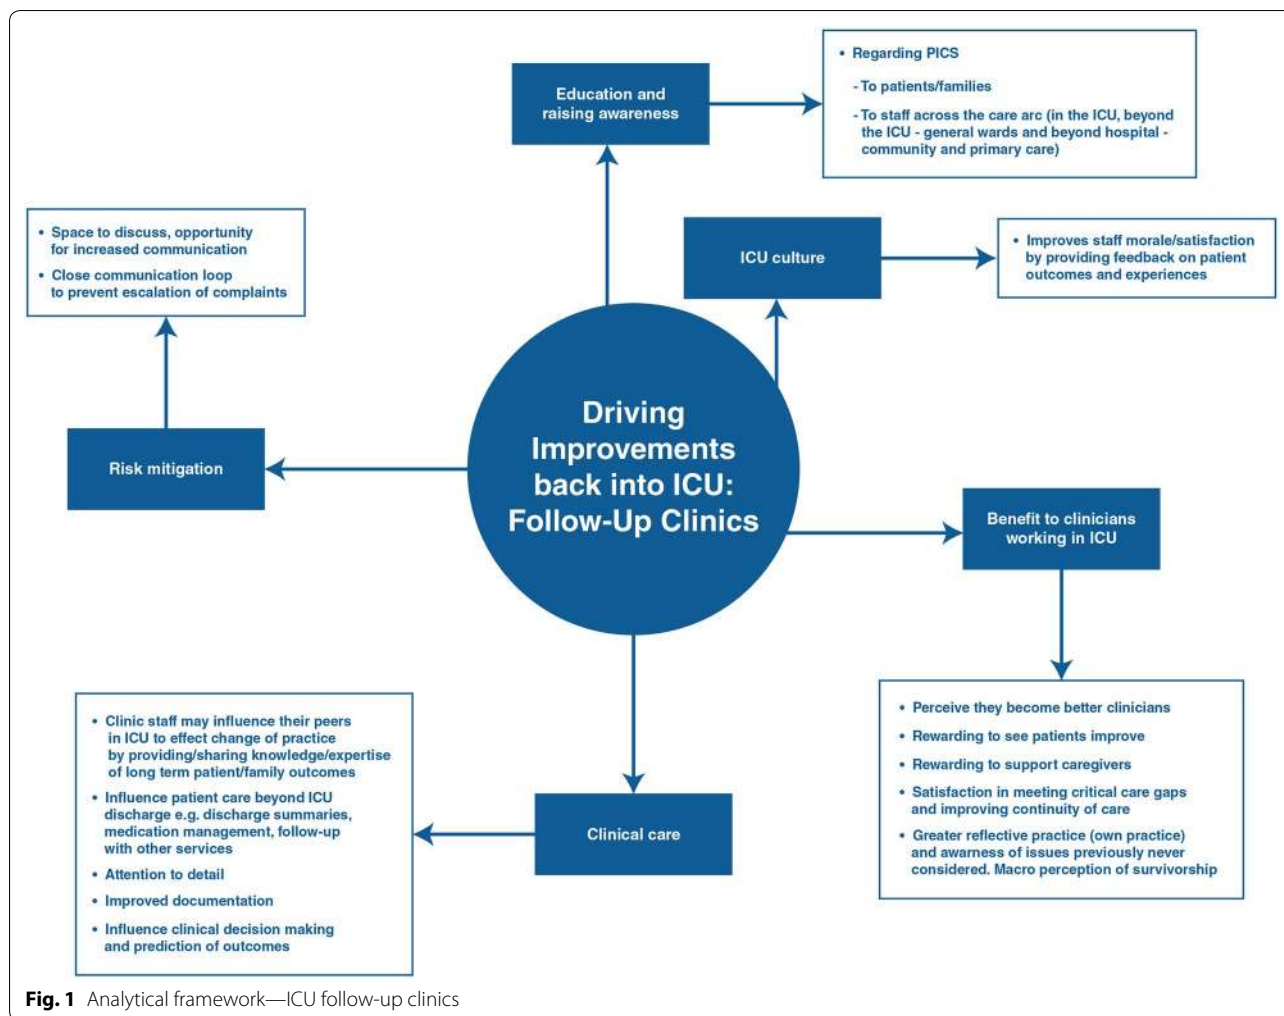 Education and
raising awareness
• Regarding PICS
- To patients/families
- To staff across the care arc (in the ICU, beyond
the ICU - general wards and beyond hospital -
community and primary care)
ICU culture
• Improves staff morale/satisfaction
by providing feedback on patient
outcomes and experiences
• Space to discuss, opportunity
for increased communication
• Close communication loop
to prevent escalation of complaints
Risk mitigation
Driving
Improvements
back into ICU:
Follow-Up Clinics
Benefit to clinicians
working in ICU
• Perceive they become better clinicians
• Rewarding to see patients improve
• Rewarding to support caregivers
• Satisfaction in meeting critical care gaps
and improving continuity of care
• Greater reflective practice (own practice)
and awarness of issues previously never
considered. Macro perception of survivorship
Clinical care
• Clinic staff may influence their peers
in ICU to effect change of practice
by providing/sharing knowledge/expertise
of long term patient/family outcomes
• Influence patient care beyond ICU
discharge e.g. discharge summaries,
medication management, follow-up
with other services
• Attention to detail
• Improved documentation
• Influence clinical decision making
and prediction of outcomes
Fig. 1 Analytical framework—ICU follow-up clinics